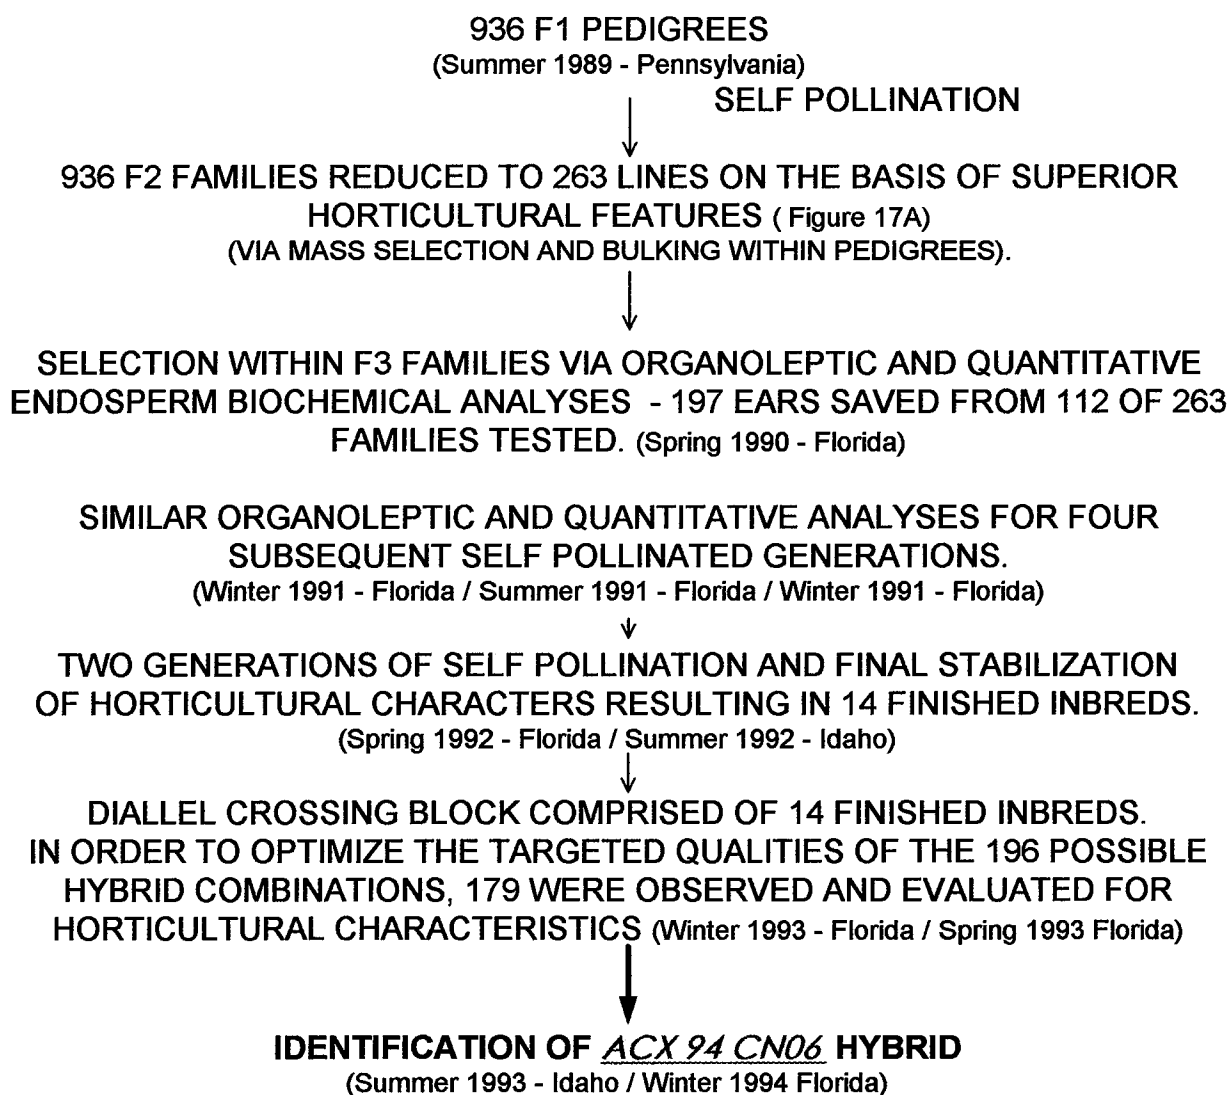 936 F1 PEDIGREES
(Summer 1989 - Pennsylvania)
SELF POLLINATION
936 F2 FAMILIES REDUCED TO 263 LINES ON THE BASIS OF SUPERIOR
HORTICULTURAL FEATURES ( Figure 17A)
(VIA MASS SELECTION AND BULKING WITHIN PEDIGREES).
SELECTION WITHIN F3 FAMILIES VIA ORGANOLEPTIC AND QUANTITATIVE
ENDOSPERM BIOCHEMICAL ANALYSES - 197 EARS SAVED FROM 112 OF 263
FAMILIES TESTED. (Spring 1990 - Florida)
SIMILAR ORGANOLEPTIC AND QUANTITATIVE ANALYSES FOR FOUR
SUBSEQUENT SELF POLLINATED GENERATIONS.
(Winter 1991 - Florida / Summer 1991 - Florida / Winter 1991 - Florida)
TWO GENERATIONS OF SELF POLLINATION AND FINAL STABILIZATION
OF HORTICULTURAL CHARACTERS RESULTING IN 14 FINISHED INBREDS.
(Spring 1992 - Florida / Summer 1992 - Idaho)
DIALLEL CROSSING BLOCK COMPRISED OF 14 FINISHED INBREDS.
IN ORDER TO OPTIMIZE THE TARGETED QUALITIES OF THE 196 POSSIBLE
HYBRID COMBINATIONS, 179 WERE OBSERVED AND EVALUATED FOR
HORTICULTURAL CHARACTERISTICS (Winter 1993 - Florida / Spring 1993 Florida)
IDENTIFICATION OF ACX 94 CN06 HYBRID
(Summer 1993 - Idaho / Winter 1994 Florida)